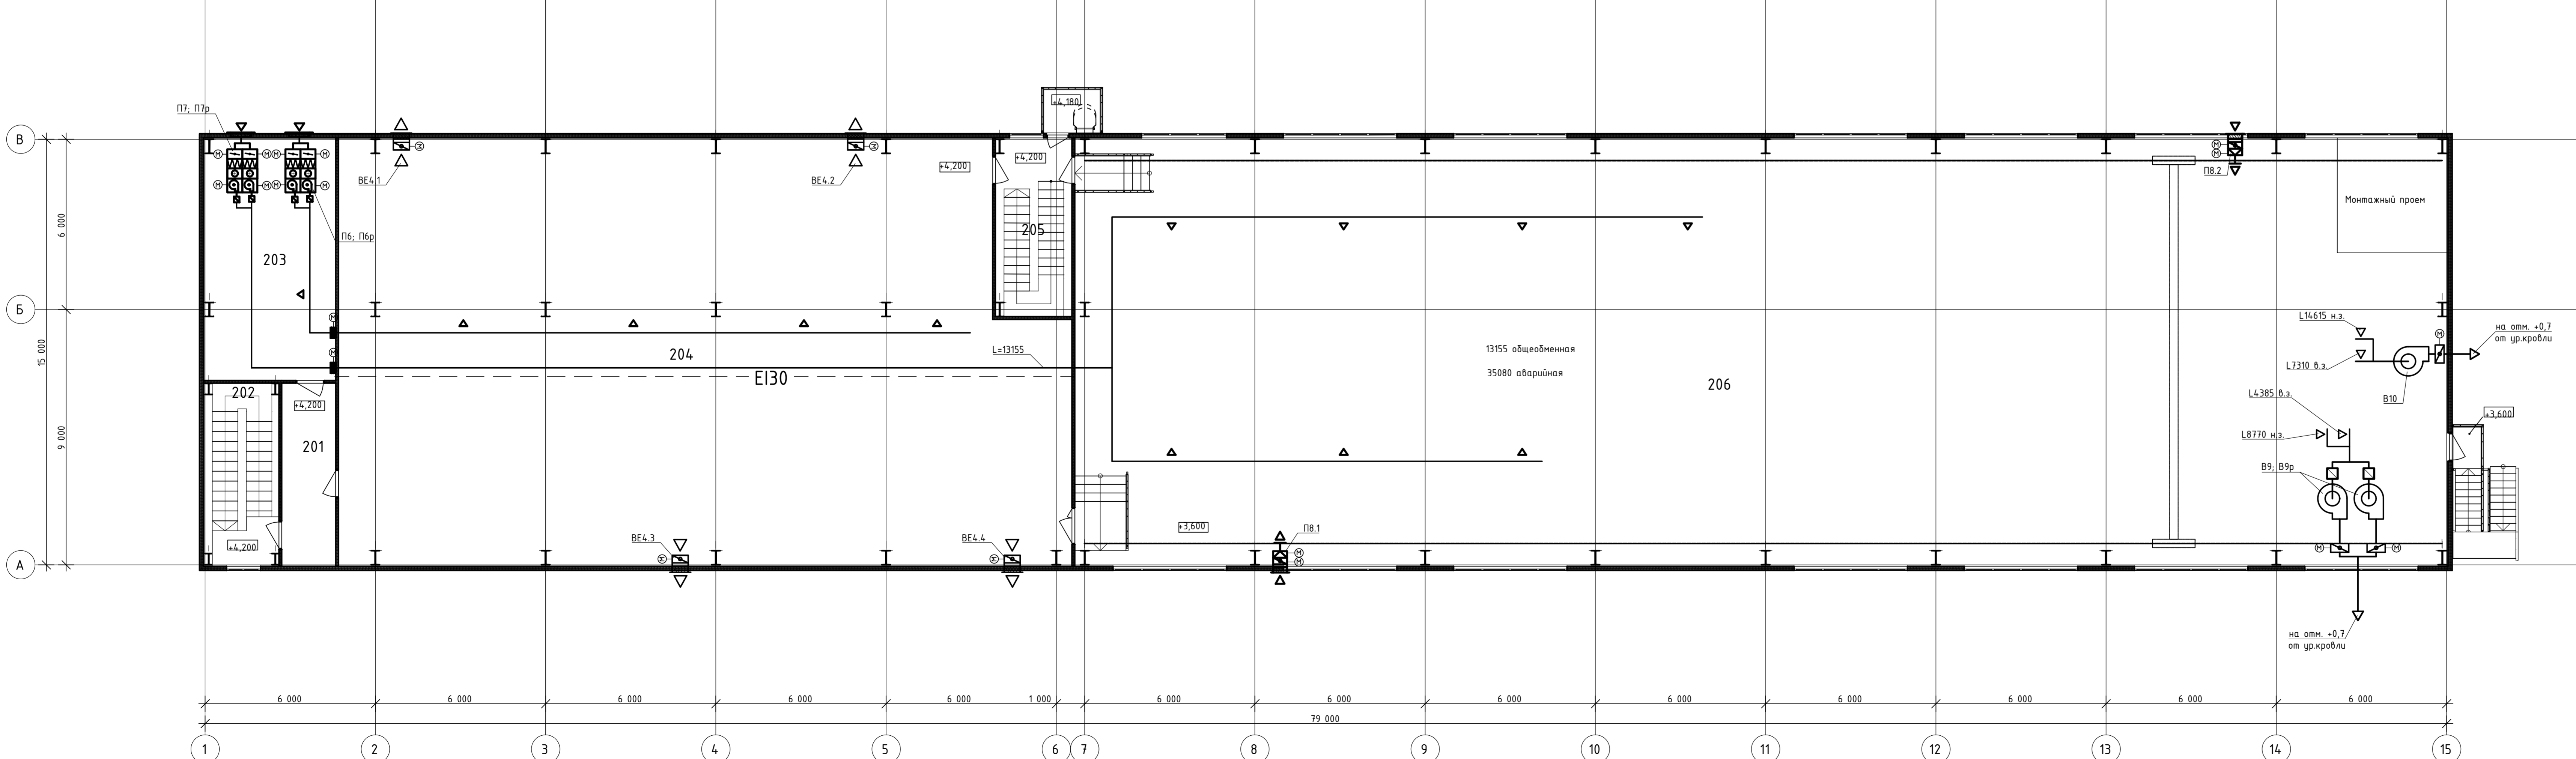 +4,180
П7; П7р
В
М М М М
М М М М
М
М
М
М
ВЕ4.1
ВЕ4.2
+4,200
+4,200
П8.2
Монтажный проем
6 000
205
П6; П6р
203
Б
М
L14615 н.з.
на отм. +0,7
от ур.кровли
М
15 000
204
L=13155
13155 общеобменная
М
L7310 в.з.
35080 аварийная
EI30
206
202
L4385 в.з.
В10
+4,200
+3,600
9 000
201
L8770 н.з.
В9; В9р
+3,600
П8.1
ВЕ4.3
ВЕ4.4
+4,200
М
М
М
М
М
М
А
на отм. +0,7
от ур.кровли
6 000 6 000 6 000 6 000 6 000 1 000 6 000 6 000 6 000 6 000 6 000 6 000 6 000 6 000
79 000
1 2 3 4 5 6 7 8 9 10 11 12 13 14 15